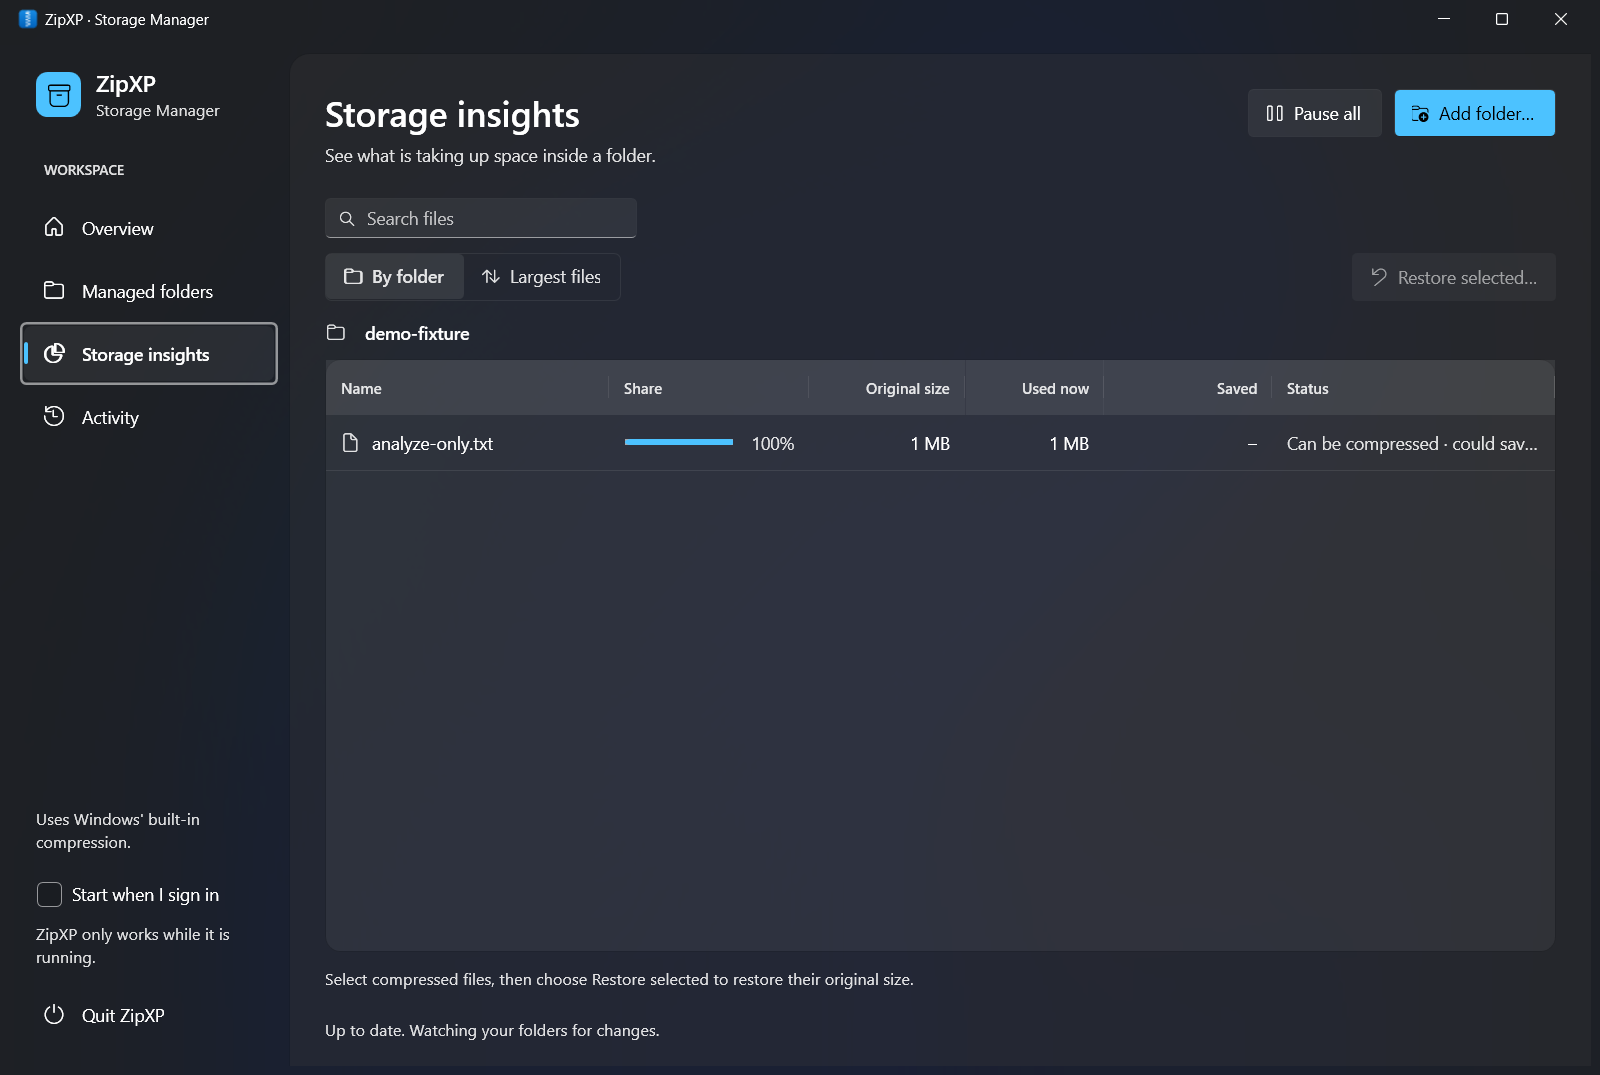 ZipXP · Storage Manager
ZipXP
Storage Manager
WORKSPACE
Overview
Managed folders
Storage insights
Activity
Uses Windows' built-in
compression.
Start when I sign in
ZipXP only works while it is
running.
Quit ZipXP
Storage insights
See what is taking up space inside a folder.
Pause all
Add folder...
Search files
By folder
Largest files
Restore selected...
demo-fixture
Name Share Original size Used now Saved Status
analyze-only.txt 100% 1 MB 1 MB – Can be compressed · could sav...
Select compressed files, then choose Restore selected to restore their original size.
Up to date. Watching your folders for changes.